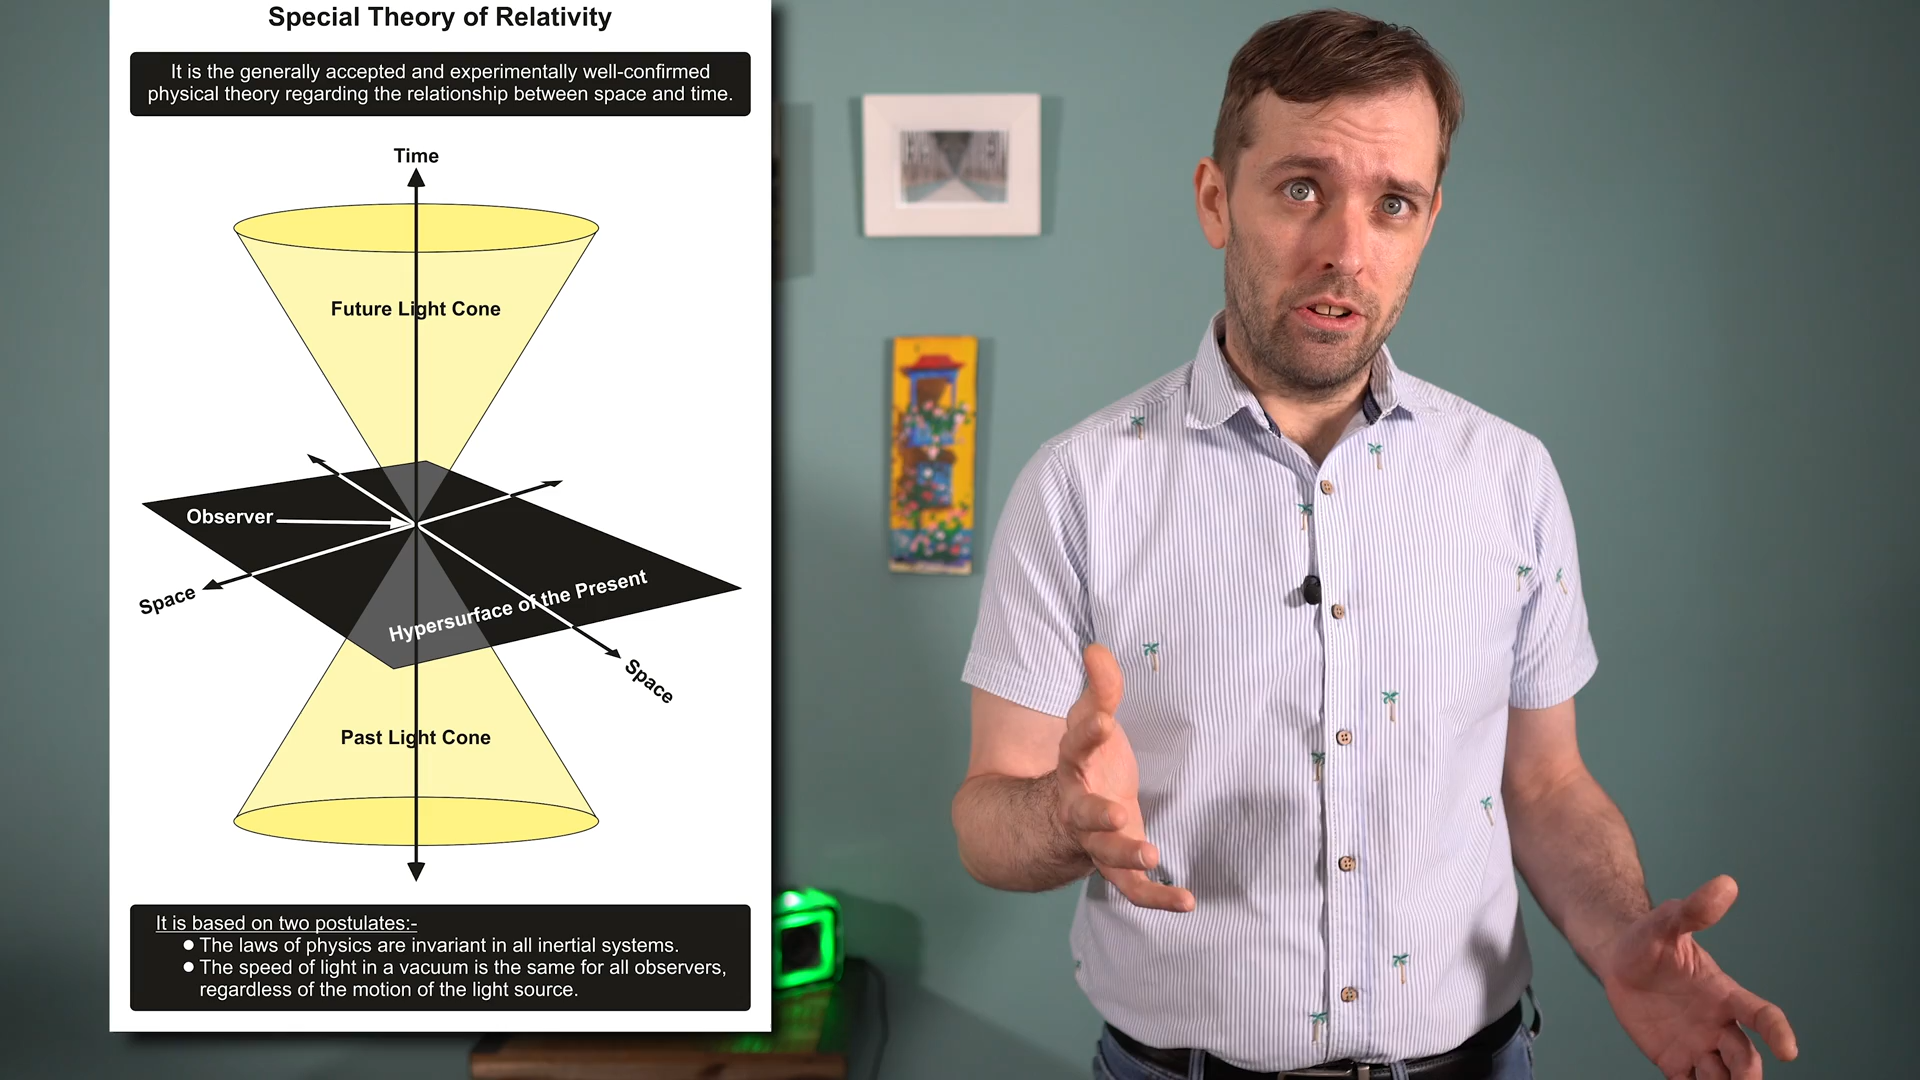 Special Theory of Relativity
It is the generally accepted and experimentally well-confirmed
physical theory regarding the relationship between space and time.
Time
Future Light Cone
Observer
Space
Hypersurface of the Present
Space
Past Light Cone
It is based on two postulates:-
● The laws of physics are invariant in all inertial systems.
● The speed of light in a vacuum is the same for all observers,
regardless of the motion of the light source.